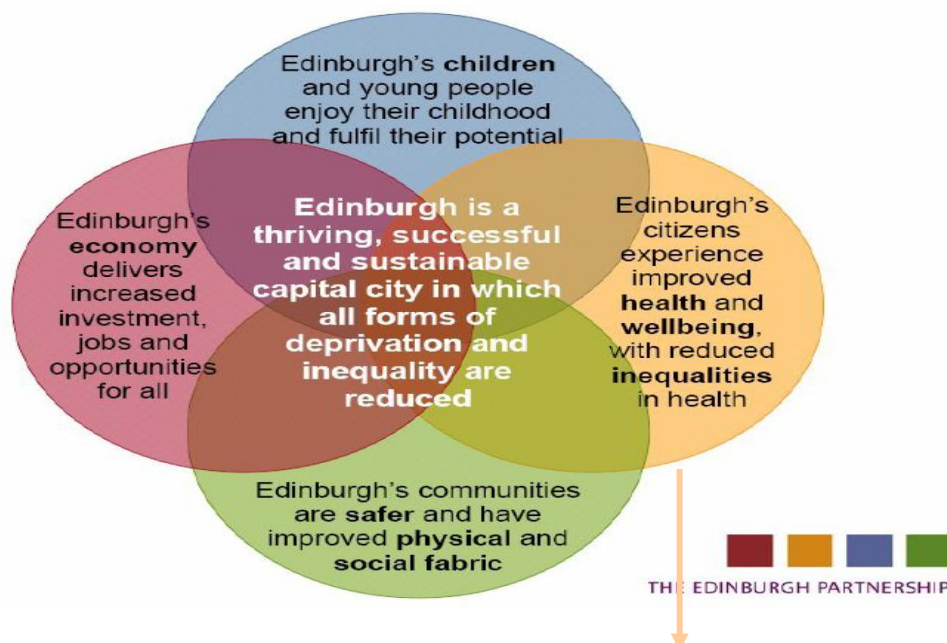 Edinburgh's children
and young people
enjoy their childhood
and fulfil their potential
Edinburgh's
economy
delivers
increased
investment,
jobs and
opportunities
for all
Edinburgh is a
thriving, successful
and sustainable
capital city in which
all forms of
deprivation and
inequality are
reduced
Edinburgh's
citizens
experience
improved
health and
wellbeing,
with reduced
inequalities
in health
Edinburgh's communities
are safer and have
improved physical and
social fabric
THE EDINBURGH PARTNERSHIP